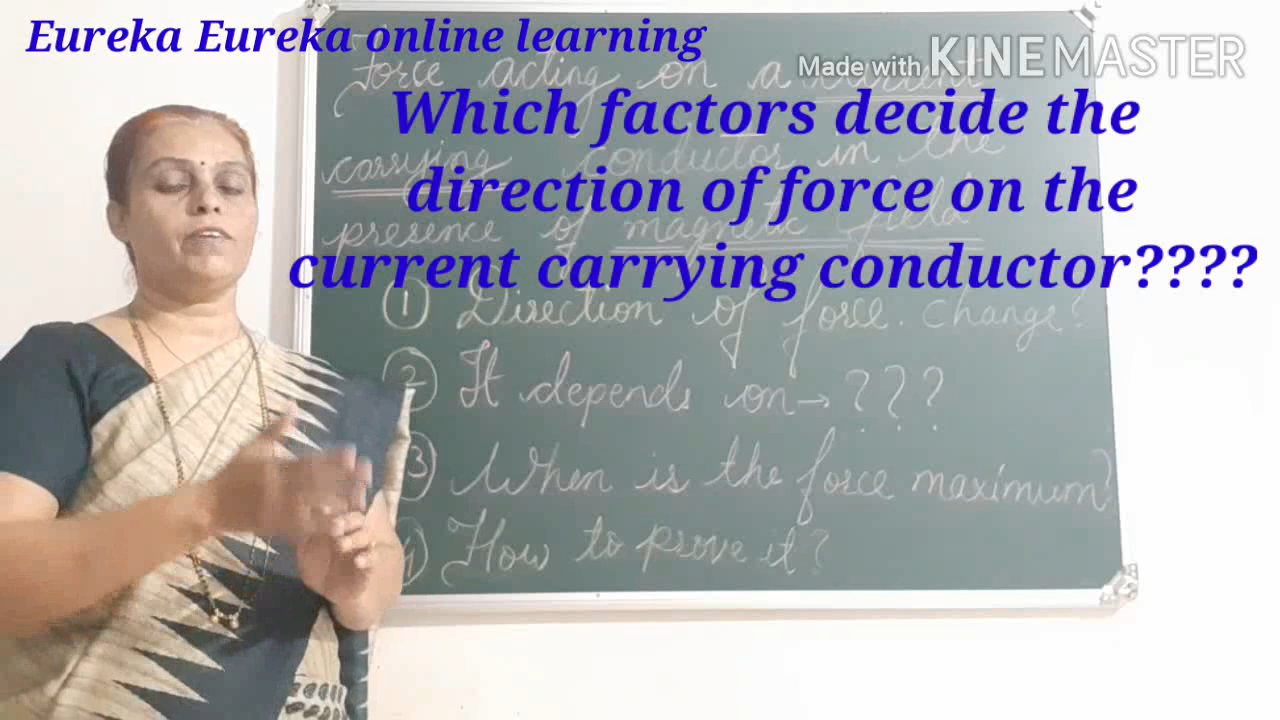 Eureka Eureka online learning
Made with KINEMASTER
Which factors decide the
direction of force on the
current carrying conductor????
Force acting on a current
carrying conductor in the
presence of magnetic field
① Direction of force. Change?
② It depends on → ???
③ When is the force maximum?
④ How to prove it?